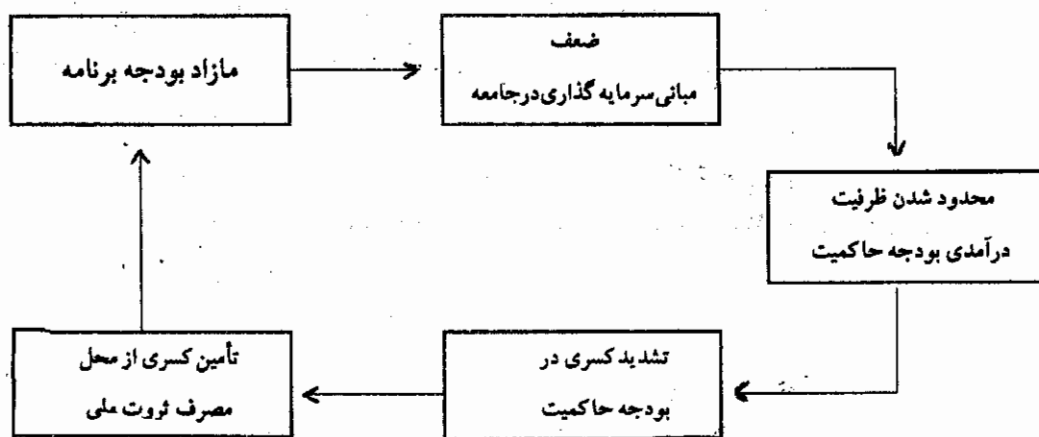 مازاد بودجه برنامه
ضعف
مبانی سرمایه گذاری درجامعه
محدود شدن ظرفیت
درآمدی بودجه حاکمیت
تشدید کسری در
بودجه حاکمیت
تأمین کسری از محل
مصرف ثروت ملی